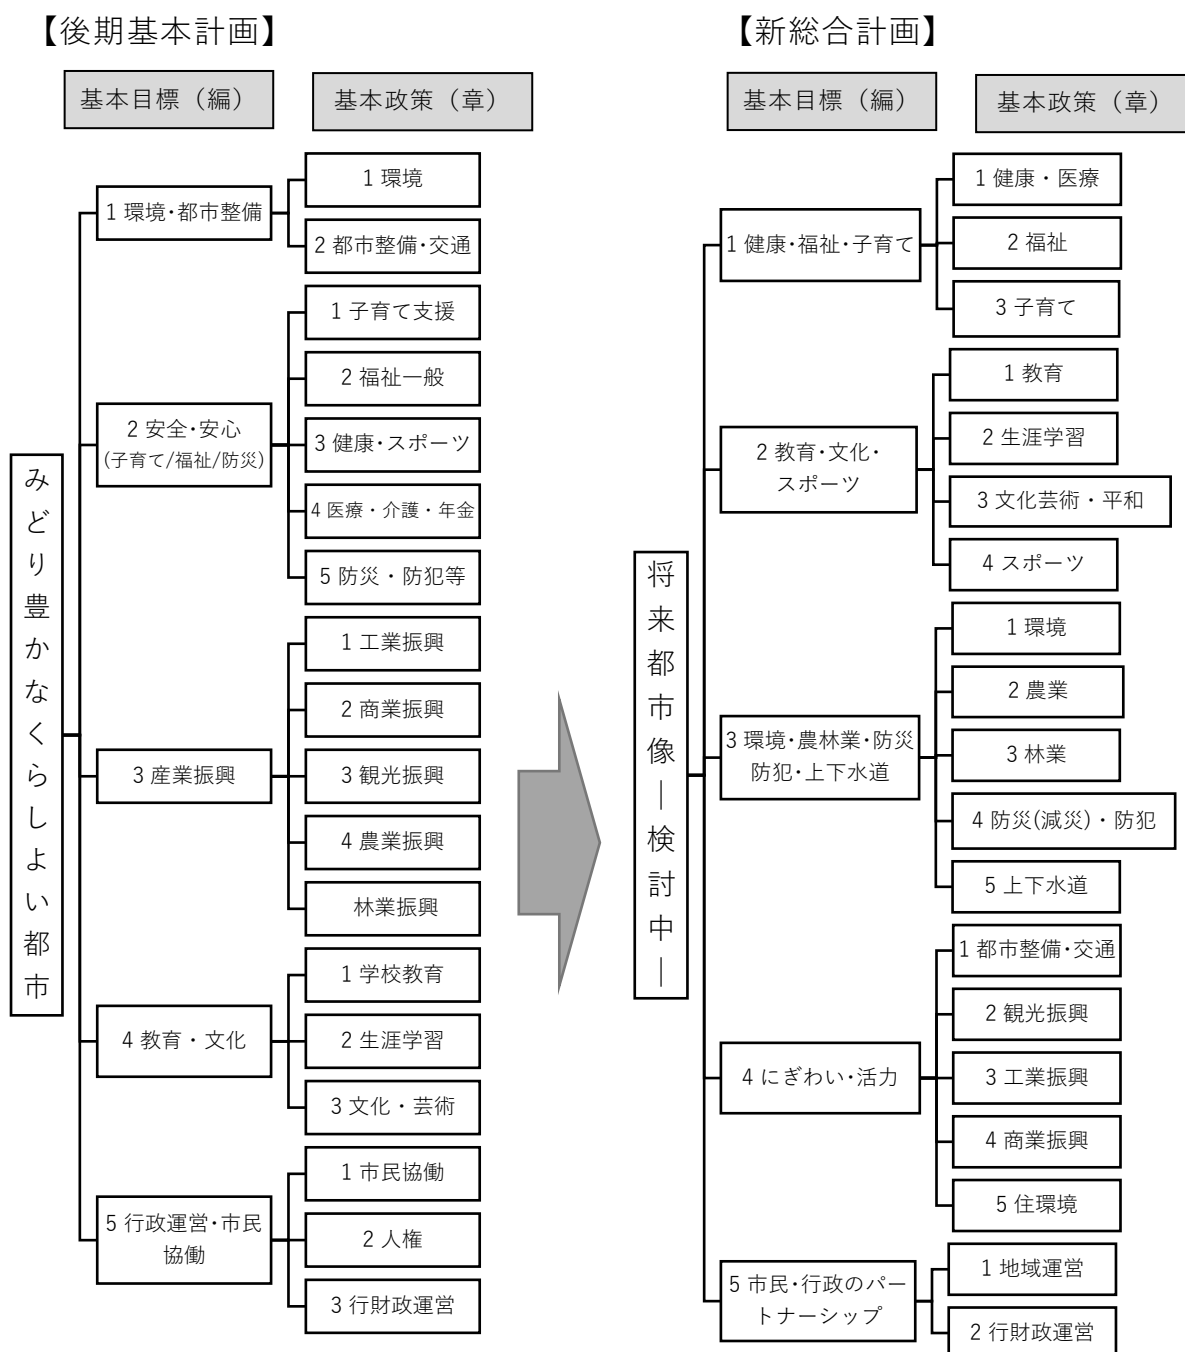 【後期基本計画】
基本目標（編）
基本政策（章）
みどり豊かなくらしよい都市
1 環境・都市整備
1 環境
2 都市整備・交通
2 安全・安心
(子育て/福祉/防災)
1 子育て支援
2 福祉一般
3 健康・スポーツ
4 医療・介護・年金
5 防災・防犯等
3 産業振興
1 工業振興
2 商業振興
3 観光振興
4 農業振興
林業振興
4 教育・文化
1 学校教育
2 生涯学習
3 文化・芸術
5 行政運営・市民
協働
1 市民協働
2 人権
3 行財政運営
【新総合計画】
基本目標（編）
基本政策（章）
将来都市像―検討中―
1 健康・福祉・子育て
1 健康・医療
2 福祉
3 子育て
2 教育・文化・
スポーツ
1 教育
2 生涯学習
3 文化芸術・平和
4 スポーツ
3 環境・農林業・防災
防犯・上下水道
1 環境
2 農業
3 林業
4 防災(減災)・防犯
5 上下水道
4 にぎわい・活力
1 都市整備・交通
2 観光振興
3 工業振興
4 商業振興
5 住環境
5 市民・行政のパー
トナーシップ
1 地域運営
2 行財政運営